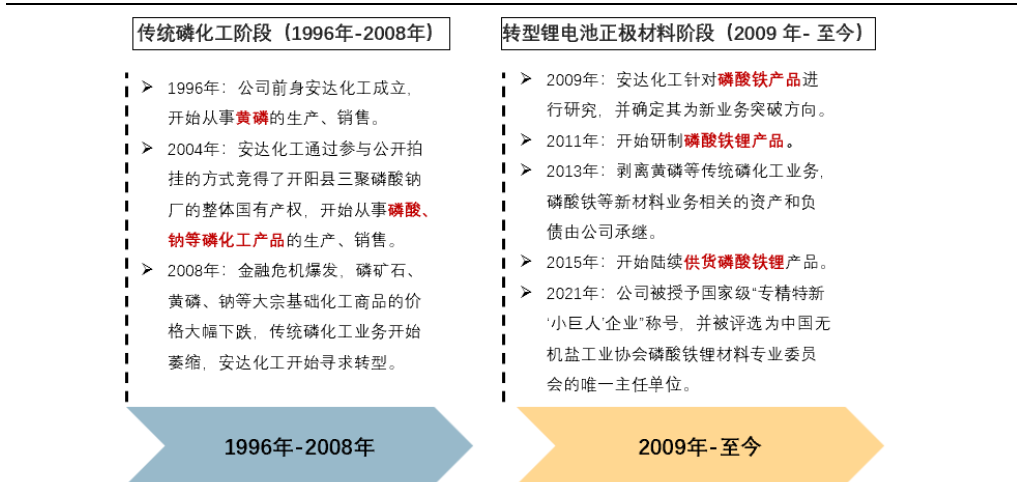 传统磷化工阶段（1996年-2008年）
➢ 1996年：公司前身安达化工成立，
开始从事黄磷的生产、销售。
➢ 2004年：安达化工通过参与公开拍
挂的方式竞得了开阳县三聚磷酸钠
厂的整体国有产权，开始从事磷酸、
钠等磷化工产品的生产、销售。
➢ 2008年：金融危机爆发，磷矿石、
黄磷、钠等大宗基础化工商品的价
格大幅下跌，传统磷化工业务开始
萎缩，安达化工开始寻求转型。
1996年-2008年
转型锂电池正极材料阶段（2009 年- 至今）
➢ 2009年：安达化工针对磷酸铁产品进
行研究，并确定其为新业务突破方向。
➢ 2011年：开始研制磷酸铁锂产品。
➢ 2013年：剥离黄磷等传统磷化工业务，
磷酸铁等新材料业务相关的资产和负
债由公司承继。
➢ 2015年：开始陆续供货磷酸铁锂产品。
➢ 2021年：公司被授予国家级“专精特新
‘小巨人’企业”称号，并被评选为中国无
机盐工业协会磷酸铁锂材料专业委员
会的唯一主任单位。
2009年-至今